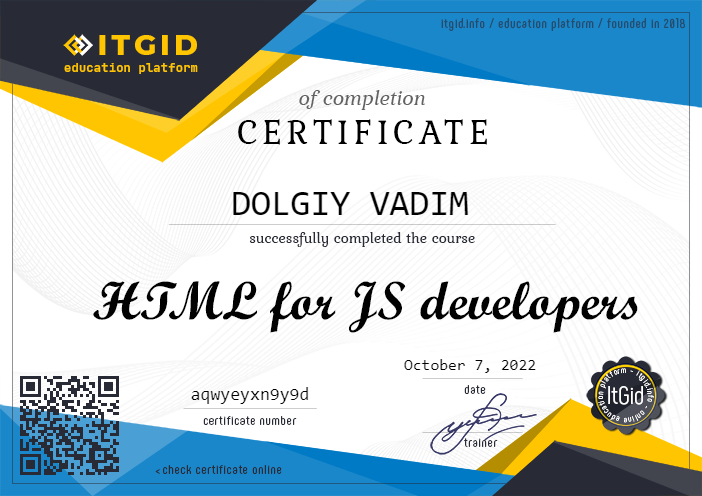 itgid.info / education platform / founded in 2018
ITGID
education platform
of completion
CERTIFICATE
DOLGIY VADIM
successfully completed the course
HTML for JS developers
October 7, 2022
date
aqwyeyxn9y9d
certificate number
trainer
< check certificate online
education platform - itgid.info - online
ItGid